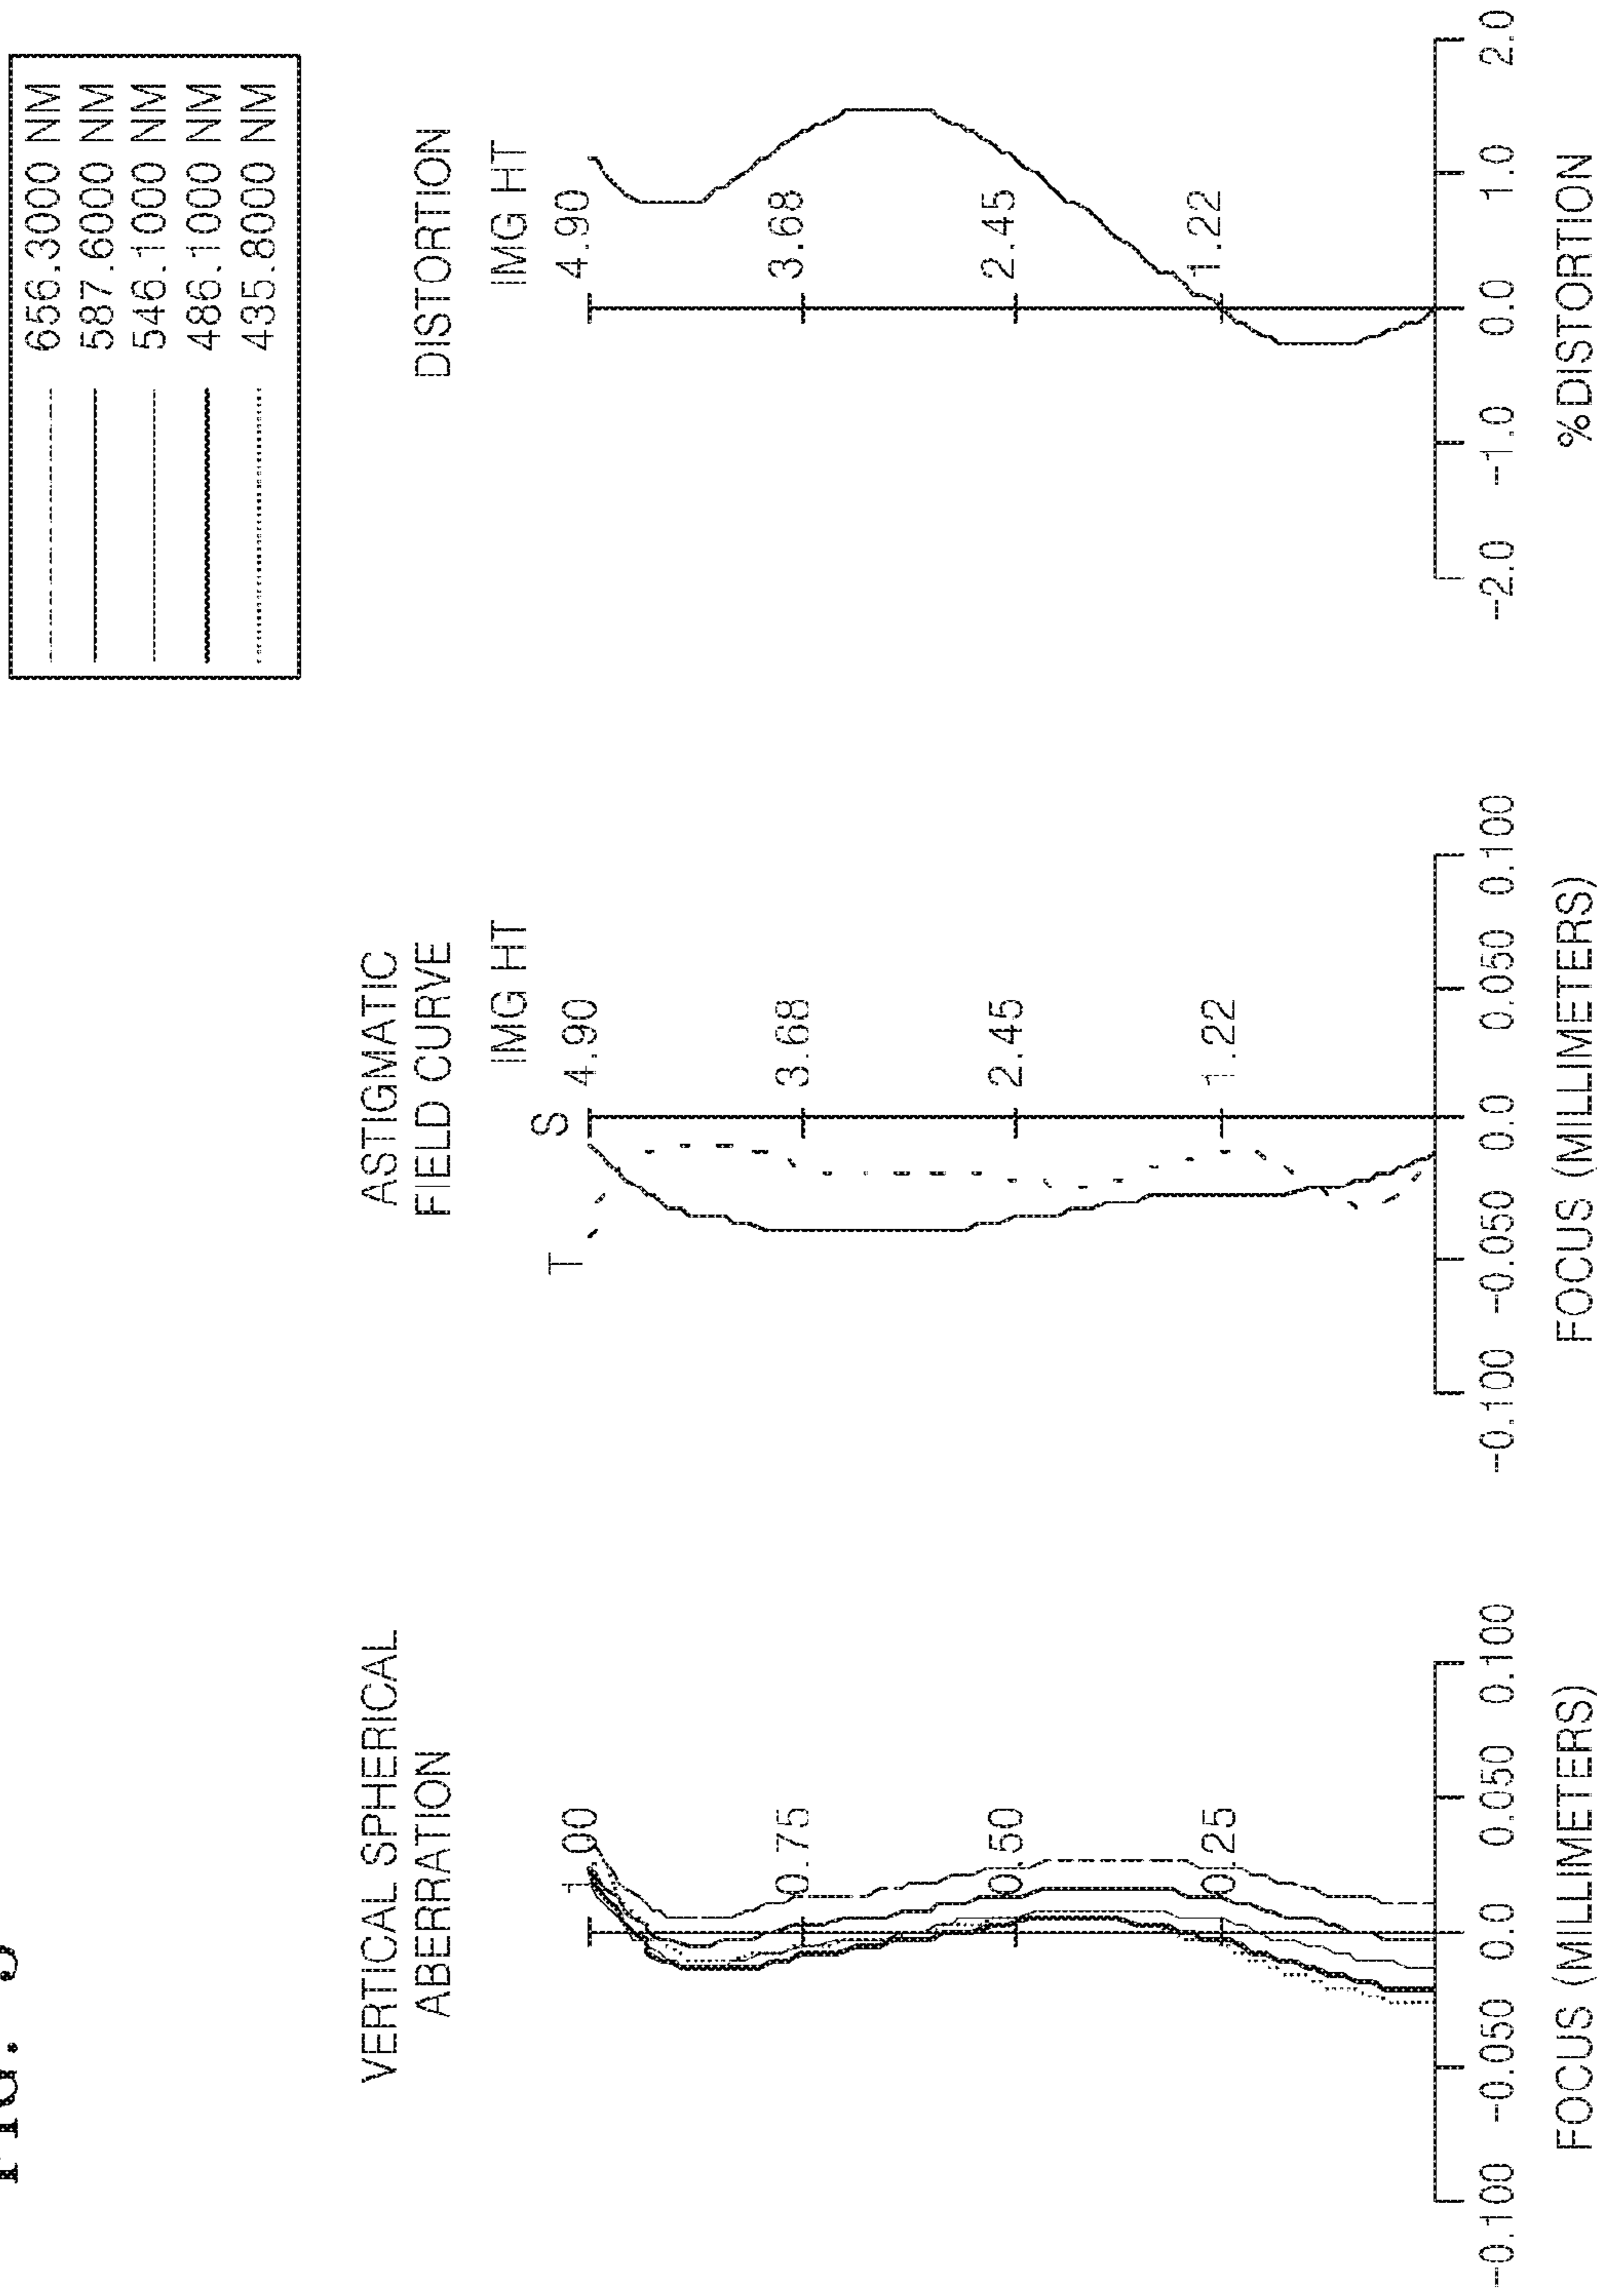 656.3000 NM
587.6000 NM
546.1000 NM
486.1000 NM
435.8000 NM
VERTICAL SPHERICAL
ABERRATION
1.00
0.75
0.50
0.25
-0.100 -0.050 0.0 0.050 0.100
FOCUS (MILLIMETERS)
ASTIGMATIC
FIELD CURVE
IMG HT
T S
4.90
3.68
2.45
1.22
-0.100 -0.050 0.0 0.050 0.100
FOCUS (MILLIMETERS)
DISTORTION
IMG HT
4.90
3.68
2.45
1.22
-2.0 -1.0 0.0 1.0 2.0
%DISTORTION